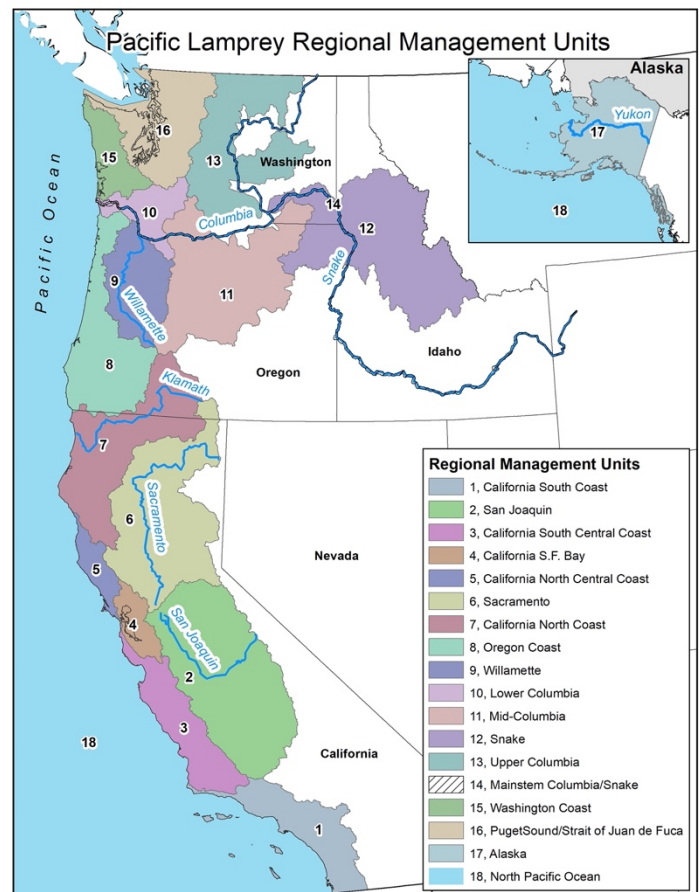 Pacific Lamprey Regional Management Units
Alaska
Yukon
17
18
16
15
13
Washington
14
10
Columbia
12
Pacific Ocean
9
Willamette
11
Snake
8
Oregon
Idaho
Klamath
7
Sacramento
6
Nevada
5
4
San Joaquin
2
3
18
California
1
Regional Management Units
1, California South Coast
2, San Joaquin
3, California South Central Coast
4, California S.F. Bay
5, California North Central Coast
6, Sacramento
7, California North Coast
8, Oregon Coast
9, Willamette
10, Lower Columbia
11, Mid-Columbia
12, Snake
13, Upper Columbia
14, Mainstem Columbia/Snake
15, Washington Coast
16, PugetSound/Strait of Juan de Fuca
17, Alaska
18, North Pacific Ocean